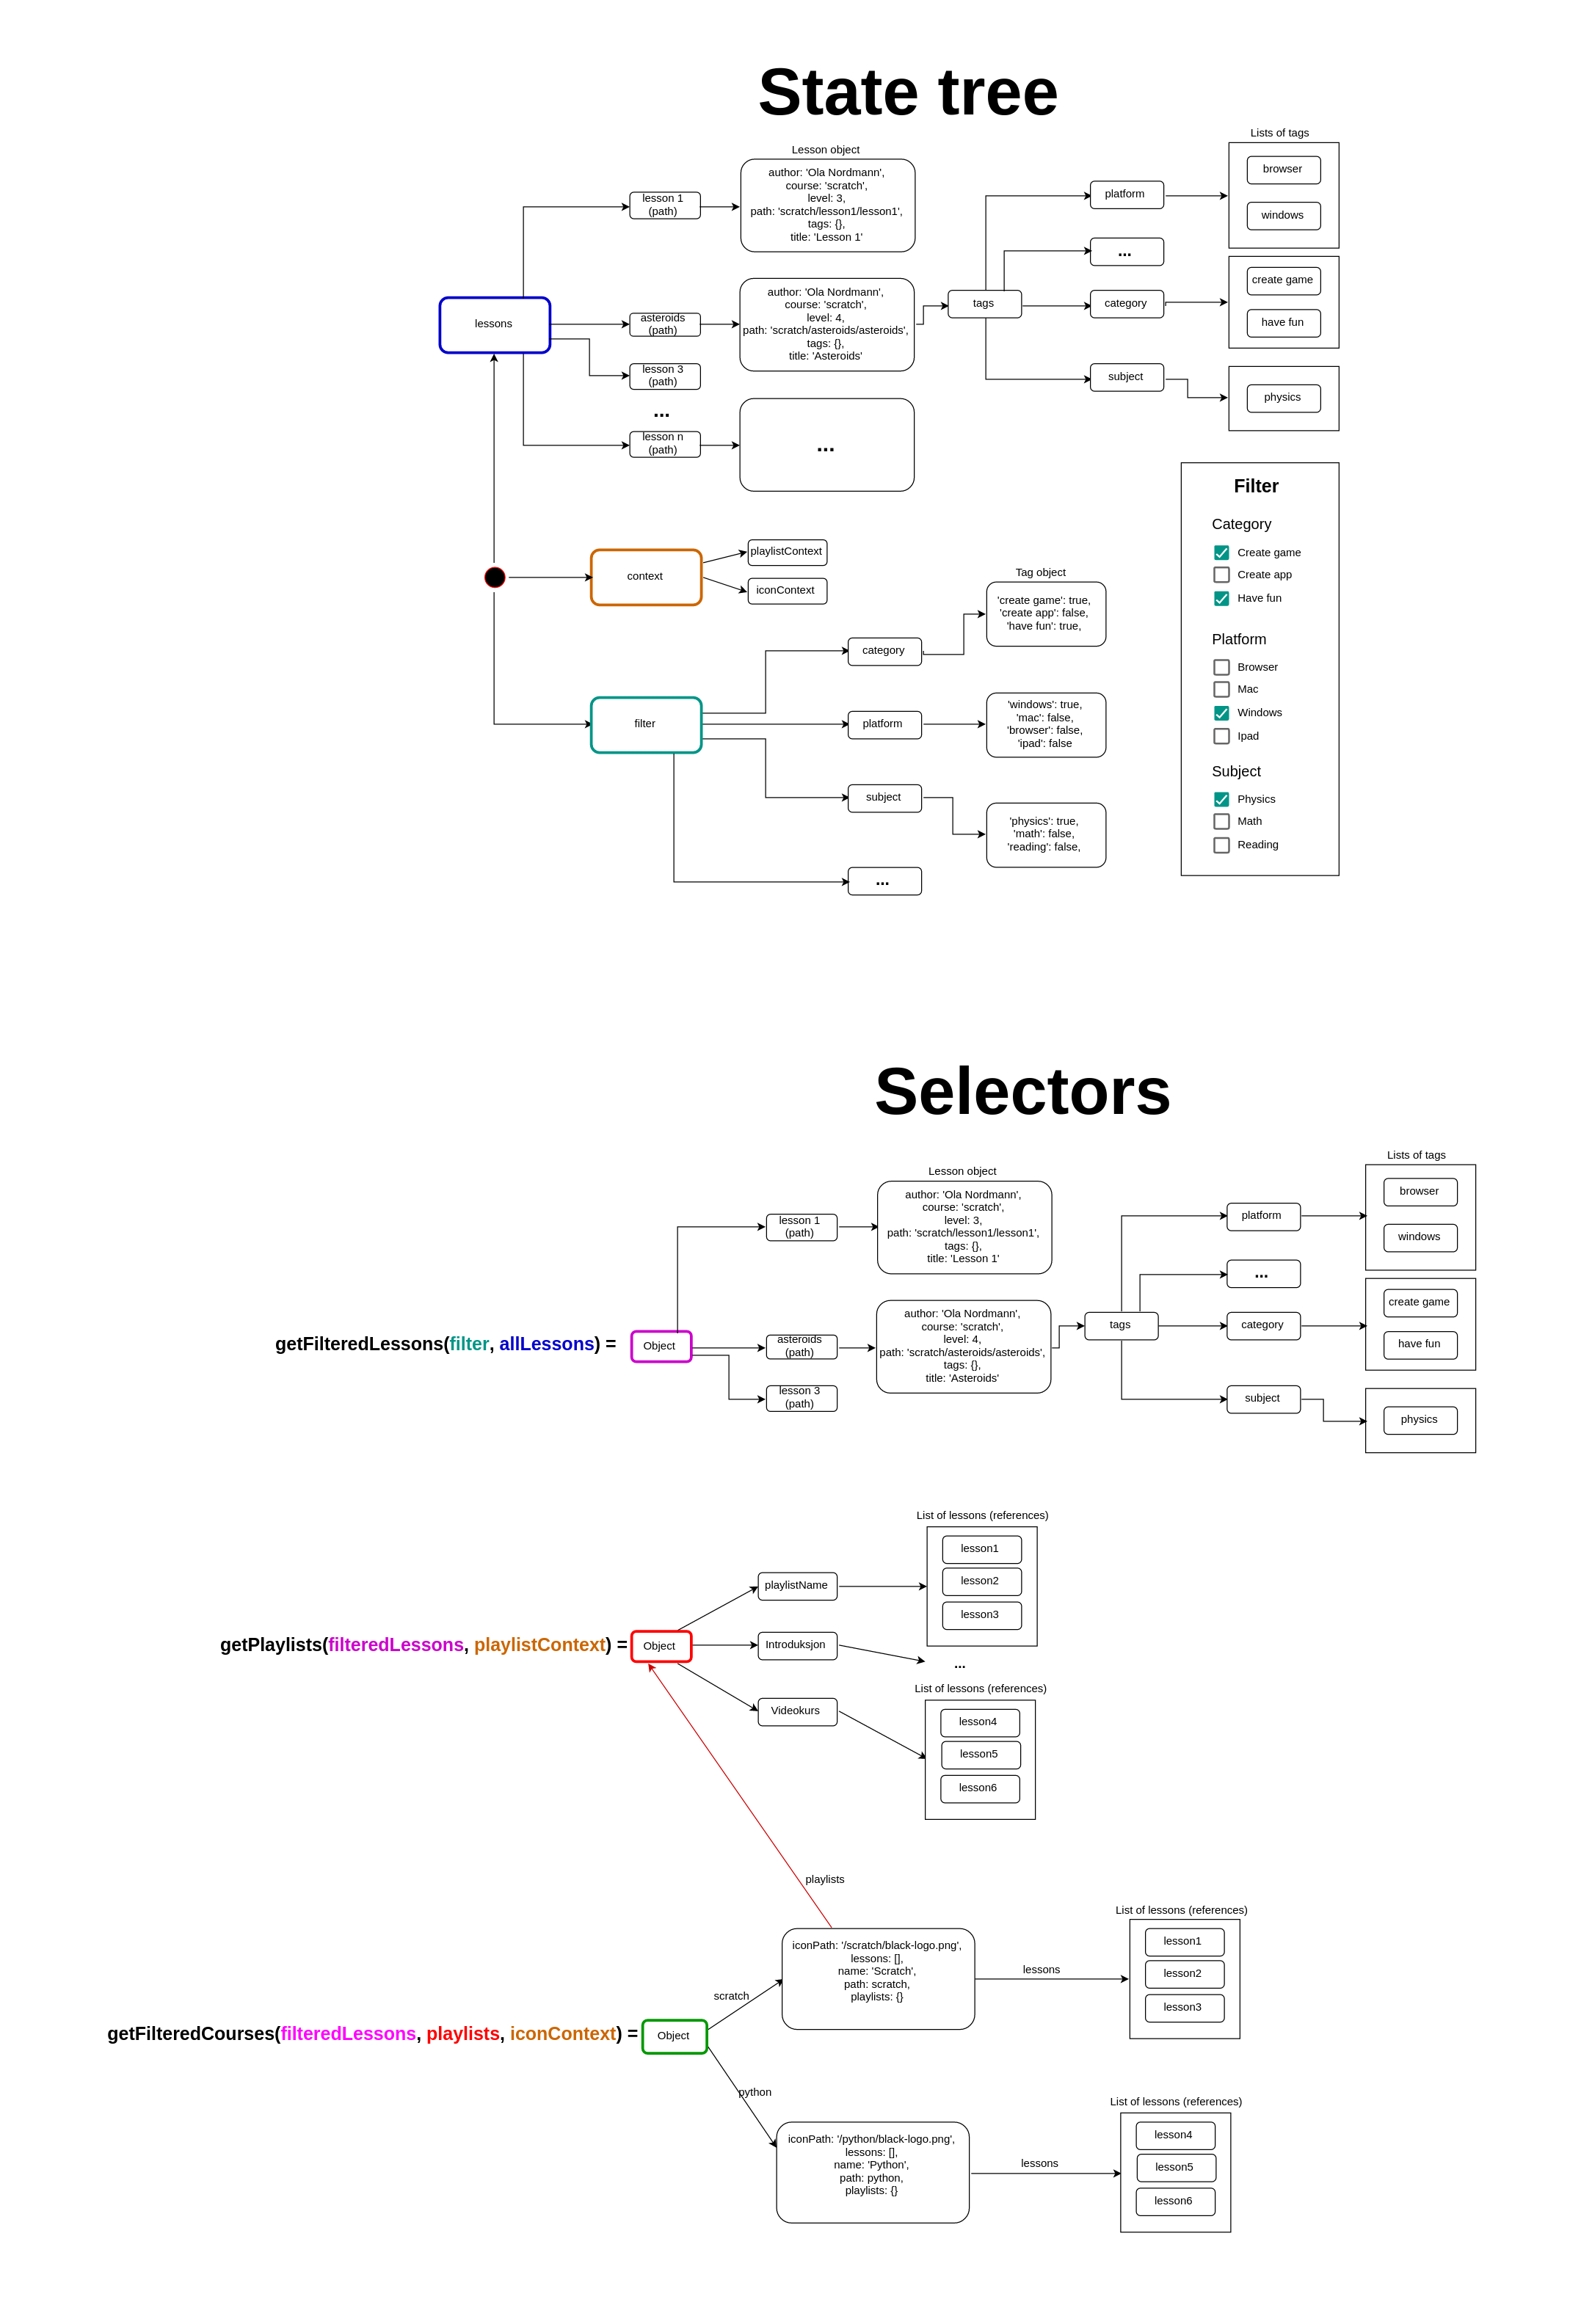 State tree
Lesson object
Lists of tags
lesson 1
(path)
author: 'Ola Nordmann',
course: 'scratch',
level: 3,
path: 'scratch/lesson1/lesson1',
tags: {},
title: 'Lesson 1'
platform
browser
windows
...
lessons
asteroids
(path)
author: 'Ola Nordmann',
course: 'scratch',
level: 4,
path: 'scratch/asteroids/asteroids',
tags: {},
title: 'Asteroids'
tags
category
create game
have fun
lesson 3
(path)
subject
physics
...
lesson n
(path)
...
context
playlistContext
iconContext
filter
category
Tag object
'create game': true,
'create app': false,
'have fun': true,
platform
'windows': true,
'mac': false,
'browser': false,
'ipad': false
subject
'physics': true,
'math': false,
'reading': false,
...
Filter
Category
Create game
Create app
Have fun
Platform
Browser
Mac
Windows
Ipad
Subject
Physics
Math
Reading
Selectors
Lesson object
Lists of tags
getFilteredLessons(filter, allLessons) =
Object
lesson 1
(path)
author: 'Ola Nordmann',
course: 'scratch',
level: 3,
path: 'scratch/lesson1/lesson1',
tags: {},
title: 'Lesson 1'
platform
browser
windows
...
asteroids
(path)
author: 'Ola Nordmann',
course: 'scratch',
level: 4,
path: 'scratch/asteroids/asteroids',
tags: {},
title: 'Asteroids'
tags
category
create game
have fun
lesson 3
(path)
subject
physics
getPlaylists(filteredLessons, playlistContext) =
Object
playlistName
List of lessons (references)
lesson1
lesson2
lesson3
Introduksjon
...
Videokurs
List of lessons (references)
lesson4
lesson5
lesson6
playlists
getFilteredCourses(filteredLessons, playlists, iconContext) =
Object
scratch
iconPath: '/scratch/black-logo.png',
lessons: [],
name: 'Scratch',
path: scratch,
playlists: {}
lessons
List of lessons (references)
lesson1
lesson2
lesson3
python
iconPath: '/python/black-logo.png',
lessons: [],
name: 'Python',
path: python,
playlists: {}
lessons
List of lessons (references)
lesson4
lesson5
lesson6